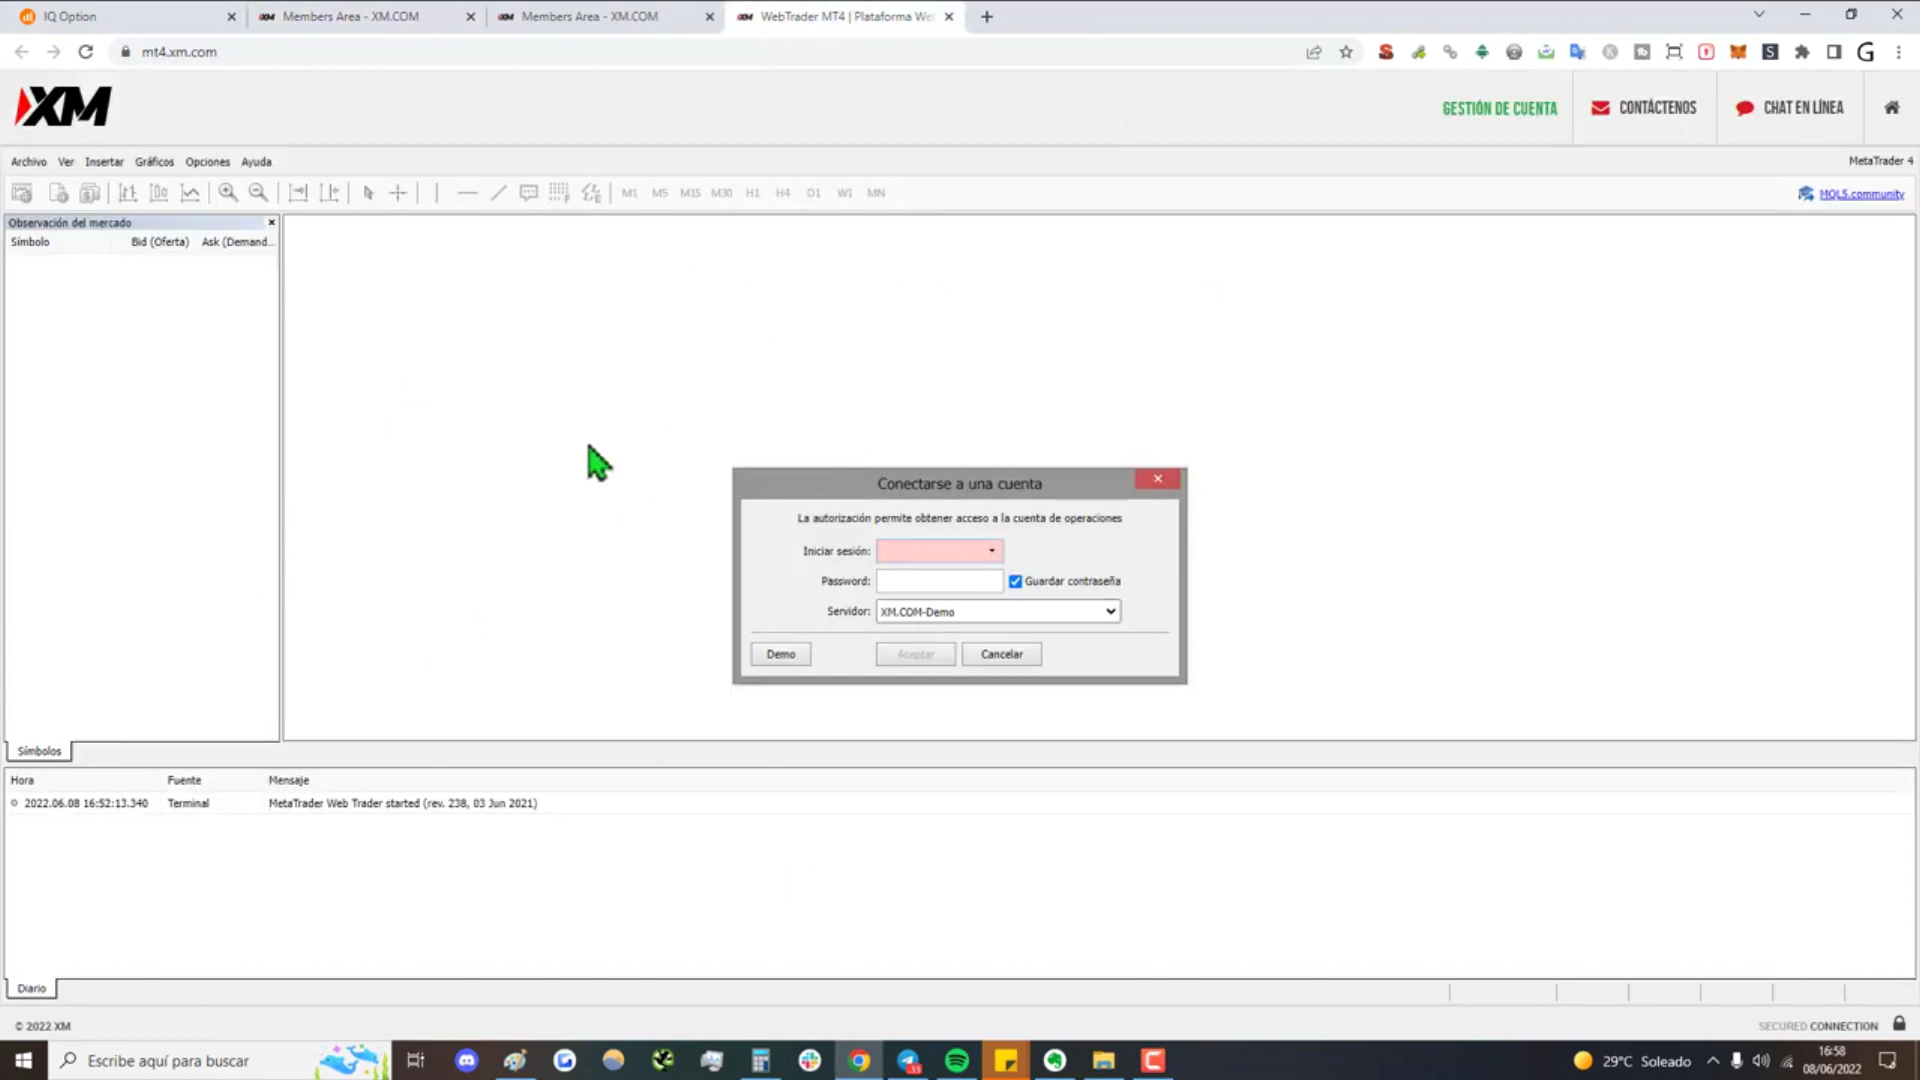 IQ Option
Members Area - XM.COM
Members Area - XM.COM
WebTrader MT4 | Plataforma We
mt4.xm.com
XM
GESTIÓN DE CUENTA
CONTÁCTENOS
CHAT EN LÍNEA
Archivo Ver Insertar Gráficos Opciones Ayuda
MetaTrader 4
M1 M5 M15 M30 H1 H4 D1 W1 MN
MQL5.community
Observación del mercado
Símbolo Bid (Oferta) Ask (Demand...
Conectarse a una cuenta
La autorización permite obtener acceso a la cuenta de operaciones
Iniciar sesión:
Password:
Guardar contraseña
Servidor: XM.COM-Demo
Demo Aceptar Cancelar
Símbolos
Hora Fuente Mensaje
2022.06.08 16:52:13.340 Terminal MetaTrader Web Trader started (rev. 238, 03 Jun 2021)
Diario
© 2022 XM
SECURED CONNECTION
Escribe aquí para buscar
29°C Soleado
16:58
08/06/2022